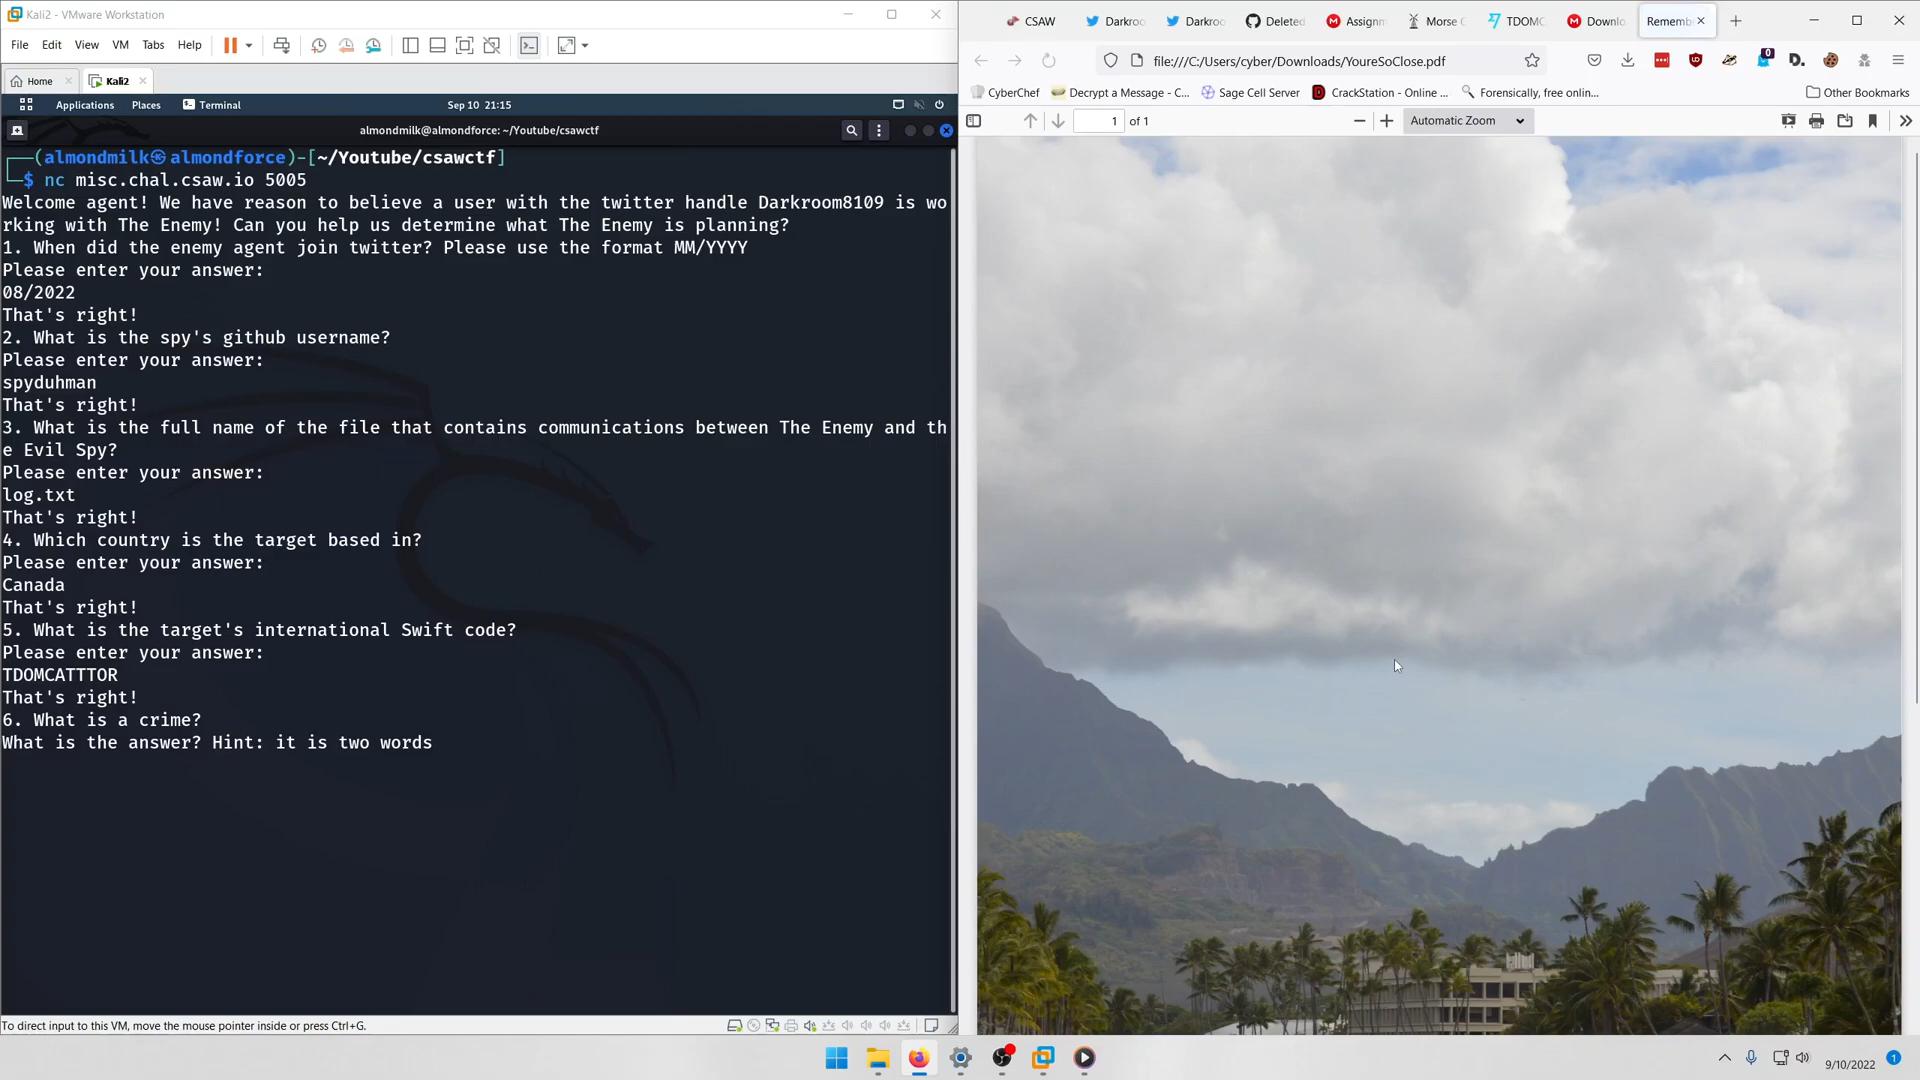 Kali2 - VMware Workstation
File Edit View VM Tabs Help
Home Kali2
Applications Places Terminal Sep 10 21:15
almondmilk@almondforce: ~/Youtube/csawctf
(almondmilk㉿almondforce)-[~/Youtube/csawctf]
$ nc misc.chal.csaw.io 5005
Welcome agent! We have reason to believe a user with the twitter handle Darkroom8109 is wo
rking with The Enemy! Can you help us determine what The Enemy is planning?
1. When did the enemy agent join twitter? Please use the format MM/YYYY
Please enter your answer:
08/2022
That's right!
2. What is the spy's github username?
Please enter your answer:
spyduhman
That's right!
3. What is the full name of the file that contains communications between The Enemy and th
e Evil Spy?
Please enter your answer:
log.txt
That's right!
4. Which country is the target based in?
Please enter your answer:
Canada
That's right!
5. What is the target's international Swift code?
Please enter your answer:
TDOMCATTTOR
That's right!
6. What is a crime?
What is the answer? Hint: it is two words
To direct input to this VM, move the mouse pointer inside or press Ctrl+G.
CSAW Darkroo Darkroo Deleted Assignm Morse C TDOMC Downlo Rememb
file:///C:/Users/cyber/Downloads/YoureSoClose.pdf
0
CyberChef Decrypt a Message - C... Sage Cell Server CrackStation - Online ... Forensically, free onlin... Other Bookmarks
1 of 1 Automatic Zoom
9/10/2022 1